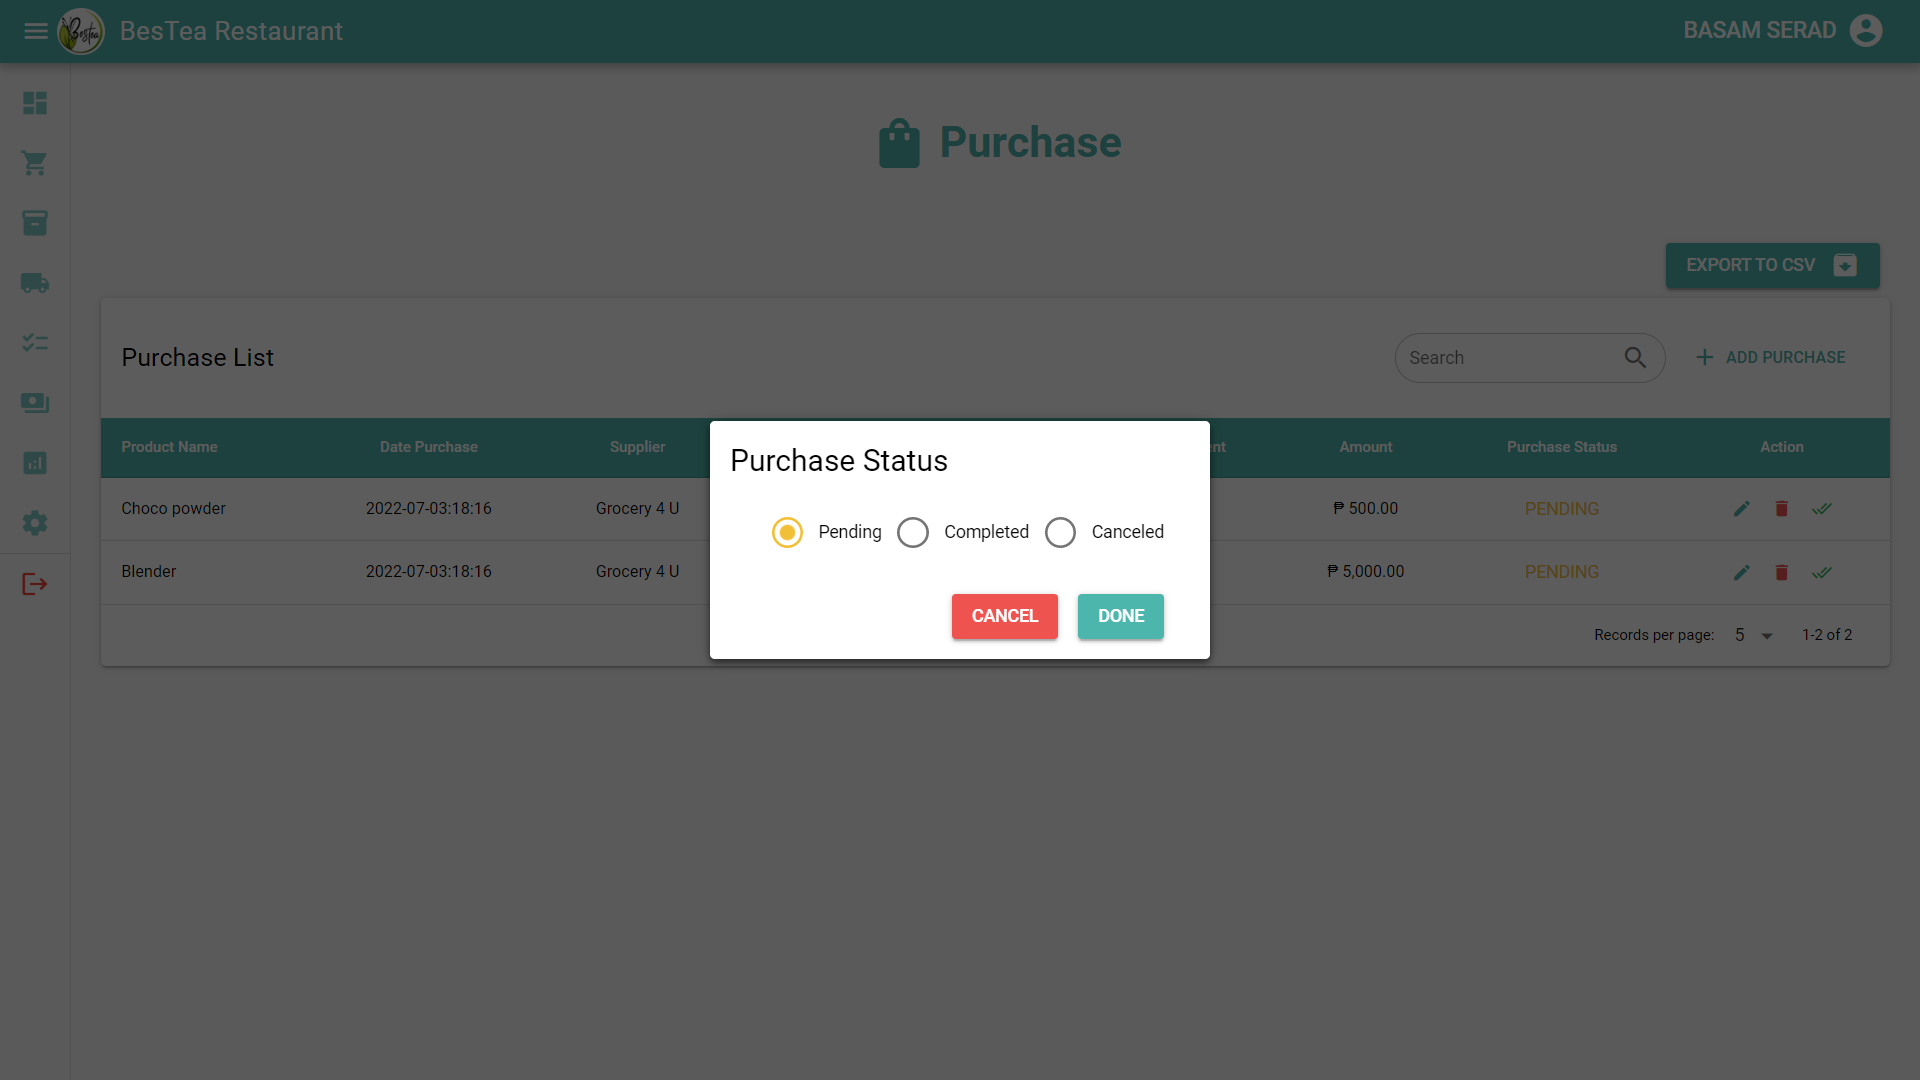 Bestea
BesTea Restaurant
BASAM SERAD
Purchase
EXPORT TO CSV
Purchase List
Search
ADD PURCHASE
Product Name Date Purchase Supplier nt Amount Purchase Status Action
Purchase Status
Choco powder 2022-07-03:18:16 Grocery 4 U ₱ 500.00 PENDING
Pending Completed Canceled
Blender 2022-07-03:18:16 Grocery 4 U ₱ 5,000.00 PENDING
CANCEL DONE
Records per page: 5 1-2 of 2